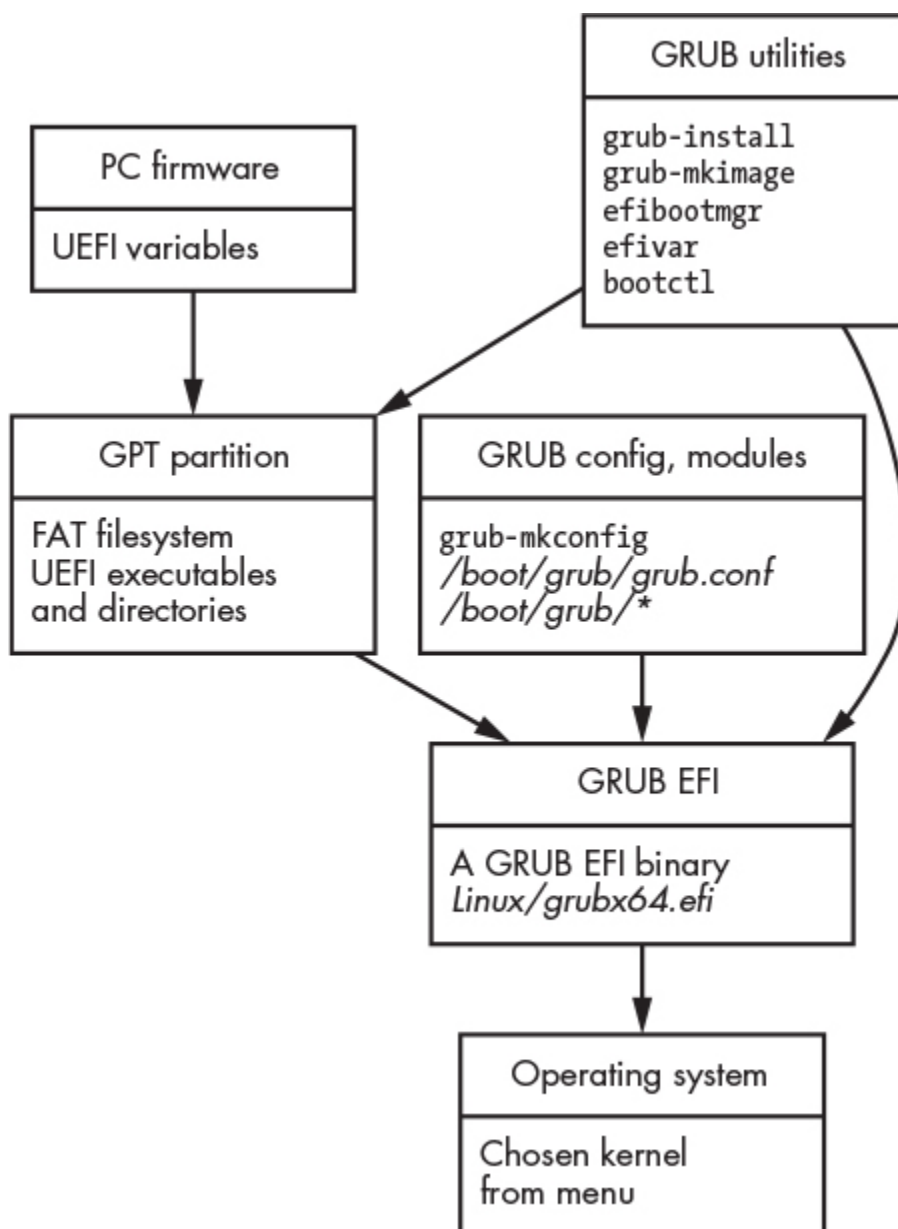 GRUB utilities
grub-install
grub-mkimage
efibootmgr
efivar
bootctl
PC firmware
UEFI variables
GPT partition
FAT filesystem
UEFI executables
and directories
GRUB config, modules
grub-mkconfig
/boot/grub/grub.conf
/boot/grub/*
GRUB EFI
A GRUB EFI binary
Linux/grubx64.efi
Operating system
Chosen kernel
from menu